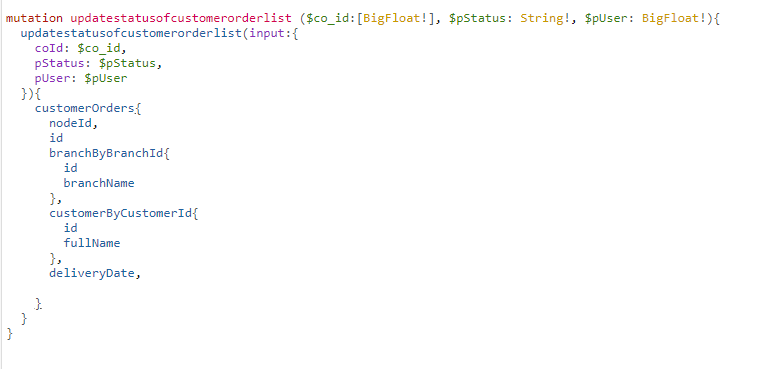 mutation updatestatusofcustomerorderlist ($co_id:[BigFloat!], $pStatus: String!, $pUser: BigFloat!){
  updatestatusofcustomerorderlist(input:{
    coId: $co_id,
    pStatus: $pStatus,
    pUser: $pUser
  }){
    customerOrders{
      nodeId,
      id
      branchByBranchId{
        id
        branchName
      },
      customerByCustomerId{
        id
        fullName
      },
      deliveryDate,
    }
  }
}